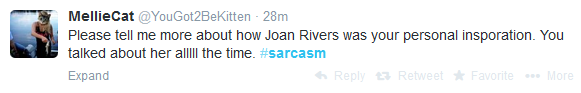 MellieCat @YouGot2BeKitten · 28m
Please tell me more about how Joan Rivers was your personal insporation. You
talked about her alllll the time. #sarcasm
Expand Reply Retweet Favorite More